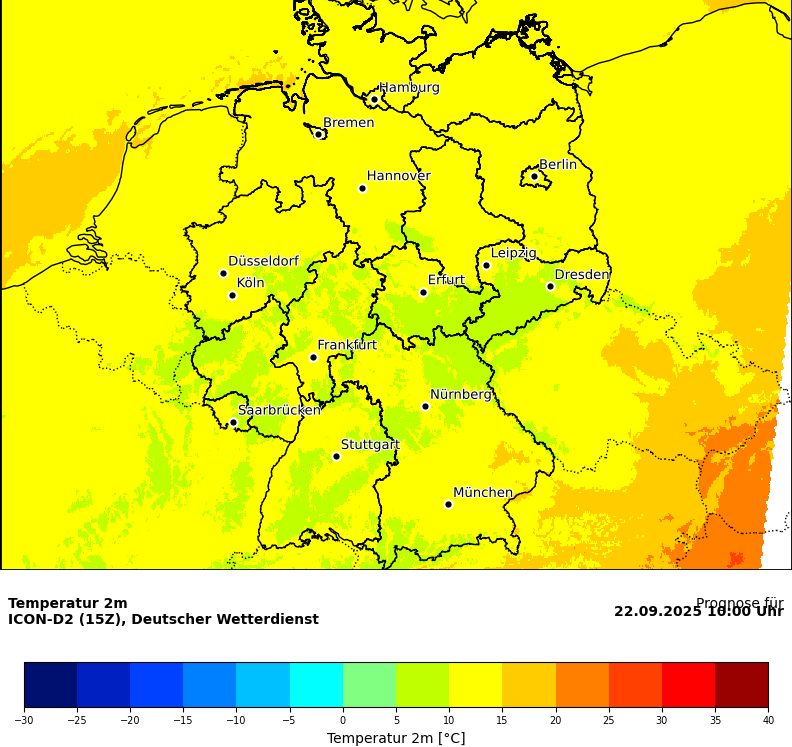 Hamburg
Bremen
Berlin
Hannover
Leipzig
Düsseldorf
Dresden
Köln
Erfurt
Frankfurt
Nürnberg
Saarbrücken
Stuttgart
München
Temperatur 2m
Prognose für
ICON-D2 (15Z), Deutscher Wetterdienst
22.09.2025 10:00 Uhr
−30 −25 −20 −15 −10 −5 0 5 10 15 20 25 30 35 40
Temperatur 2m [°C]